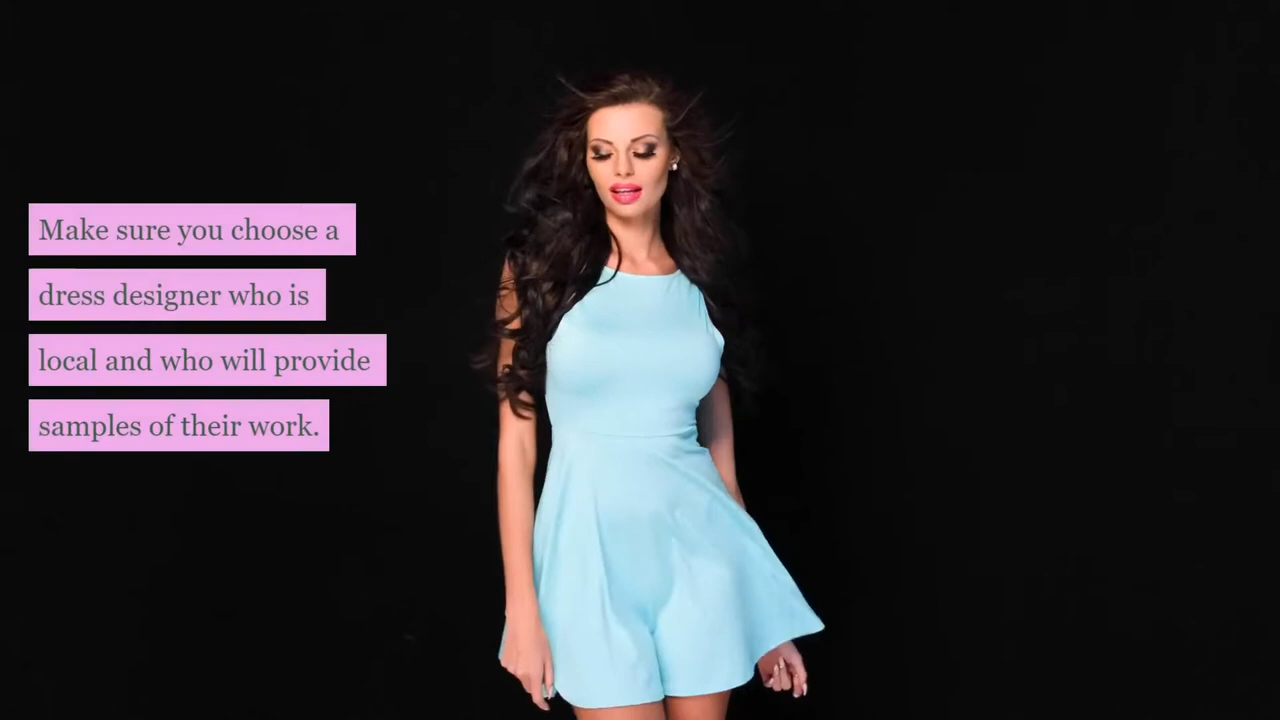 Make sure you choose a
dress designer who is
local and who will provide
samples of their work.